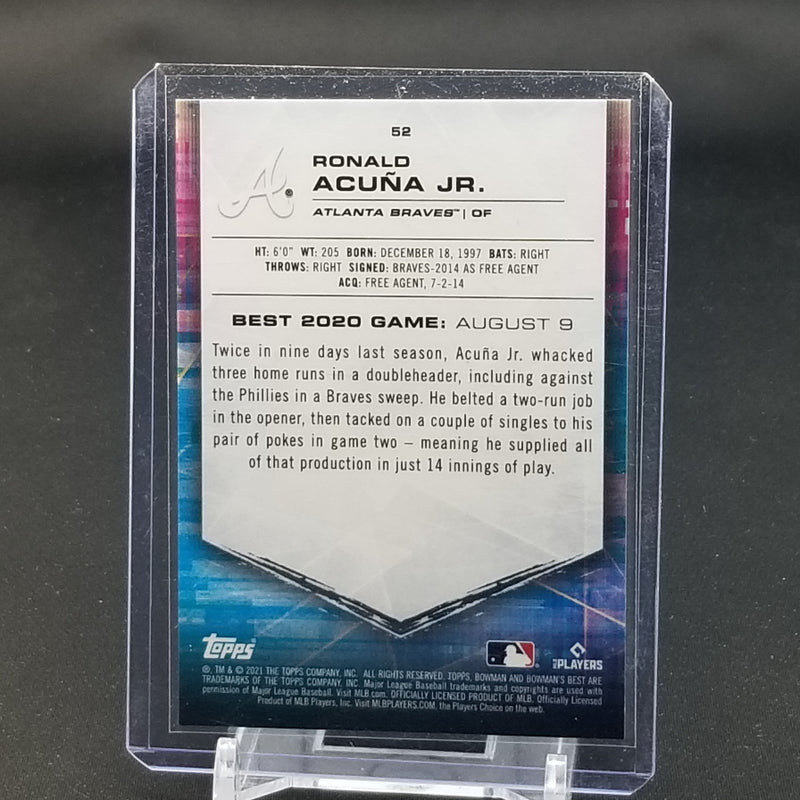 52
RONALD
ACUÑA JR.
ATLANTA BRAVES™ | OF
HT: 6'0" WT: 205 BORN: DECEMBER 18, 1997 BATS: RIGHT
THROWS: RIGHT SIGNED: BRAVES-2014 AS FREE AGENT
ACQ: FREE AGENT, 7-2-14
BEST 2020 GAME: AUGUST 9
Twice in nine days last season, Acuña Jr. whacked
three home runs in a doubleheader, including against
the Phillies in a Braves sweep. He belted a two-run job
in the opener, then tacked on a couple of singles to his
pair of pokes in game two – meaning he supplied all
of that production in just 14 innings of play.
Topps
PLAYERS
®, TM & © 2021 THE TOPPS COMPANY, INC. ALL RIGHTS RESERVED. TOPPS, BOWMAN AND BOWMAN'S BEST ARE
TRADEMARKS OF THE TOPPS COMPANY, INC. Major League Baseball trademarks and copyrights are used with
permission of Major League Baseball. Visit MLB.com. OFFICIALLY LICENSED PRODUCT OF MLB. Officially Licensed
Product of MLB Players, Inc. Visit MLBPLAYERS.COM, the Players Choice on the web.